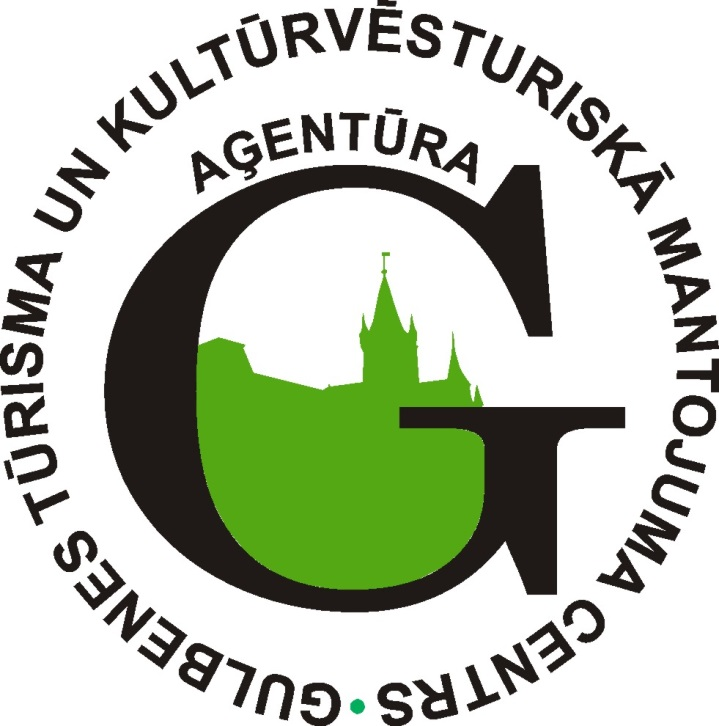 GULBENES TŪRISMA UN KULTŪRVĒSTURISKĀ MANTOJUMA CENTRS
AĢENTŪRA
G